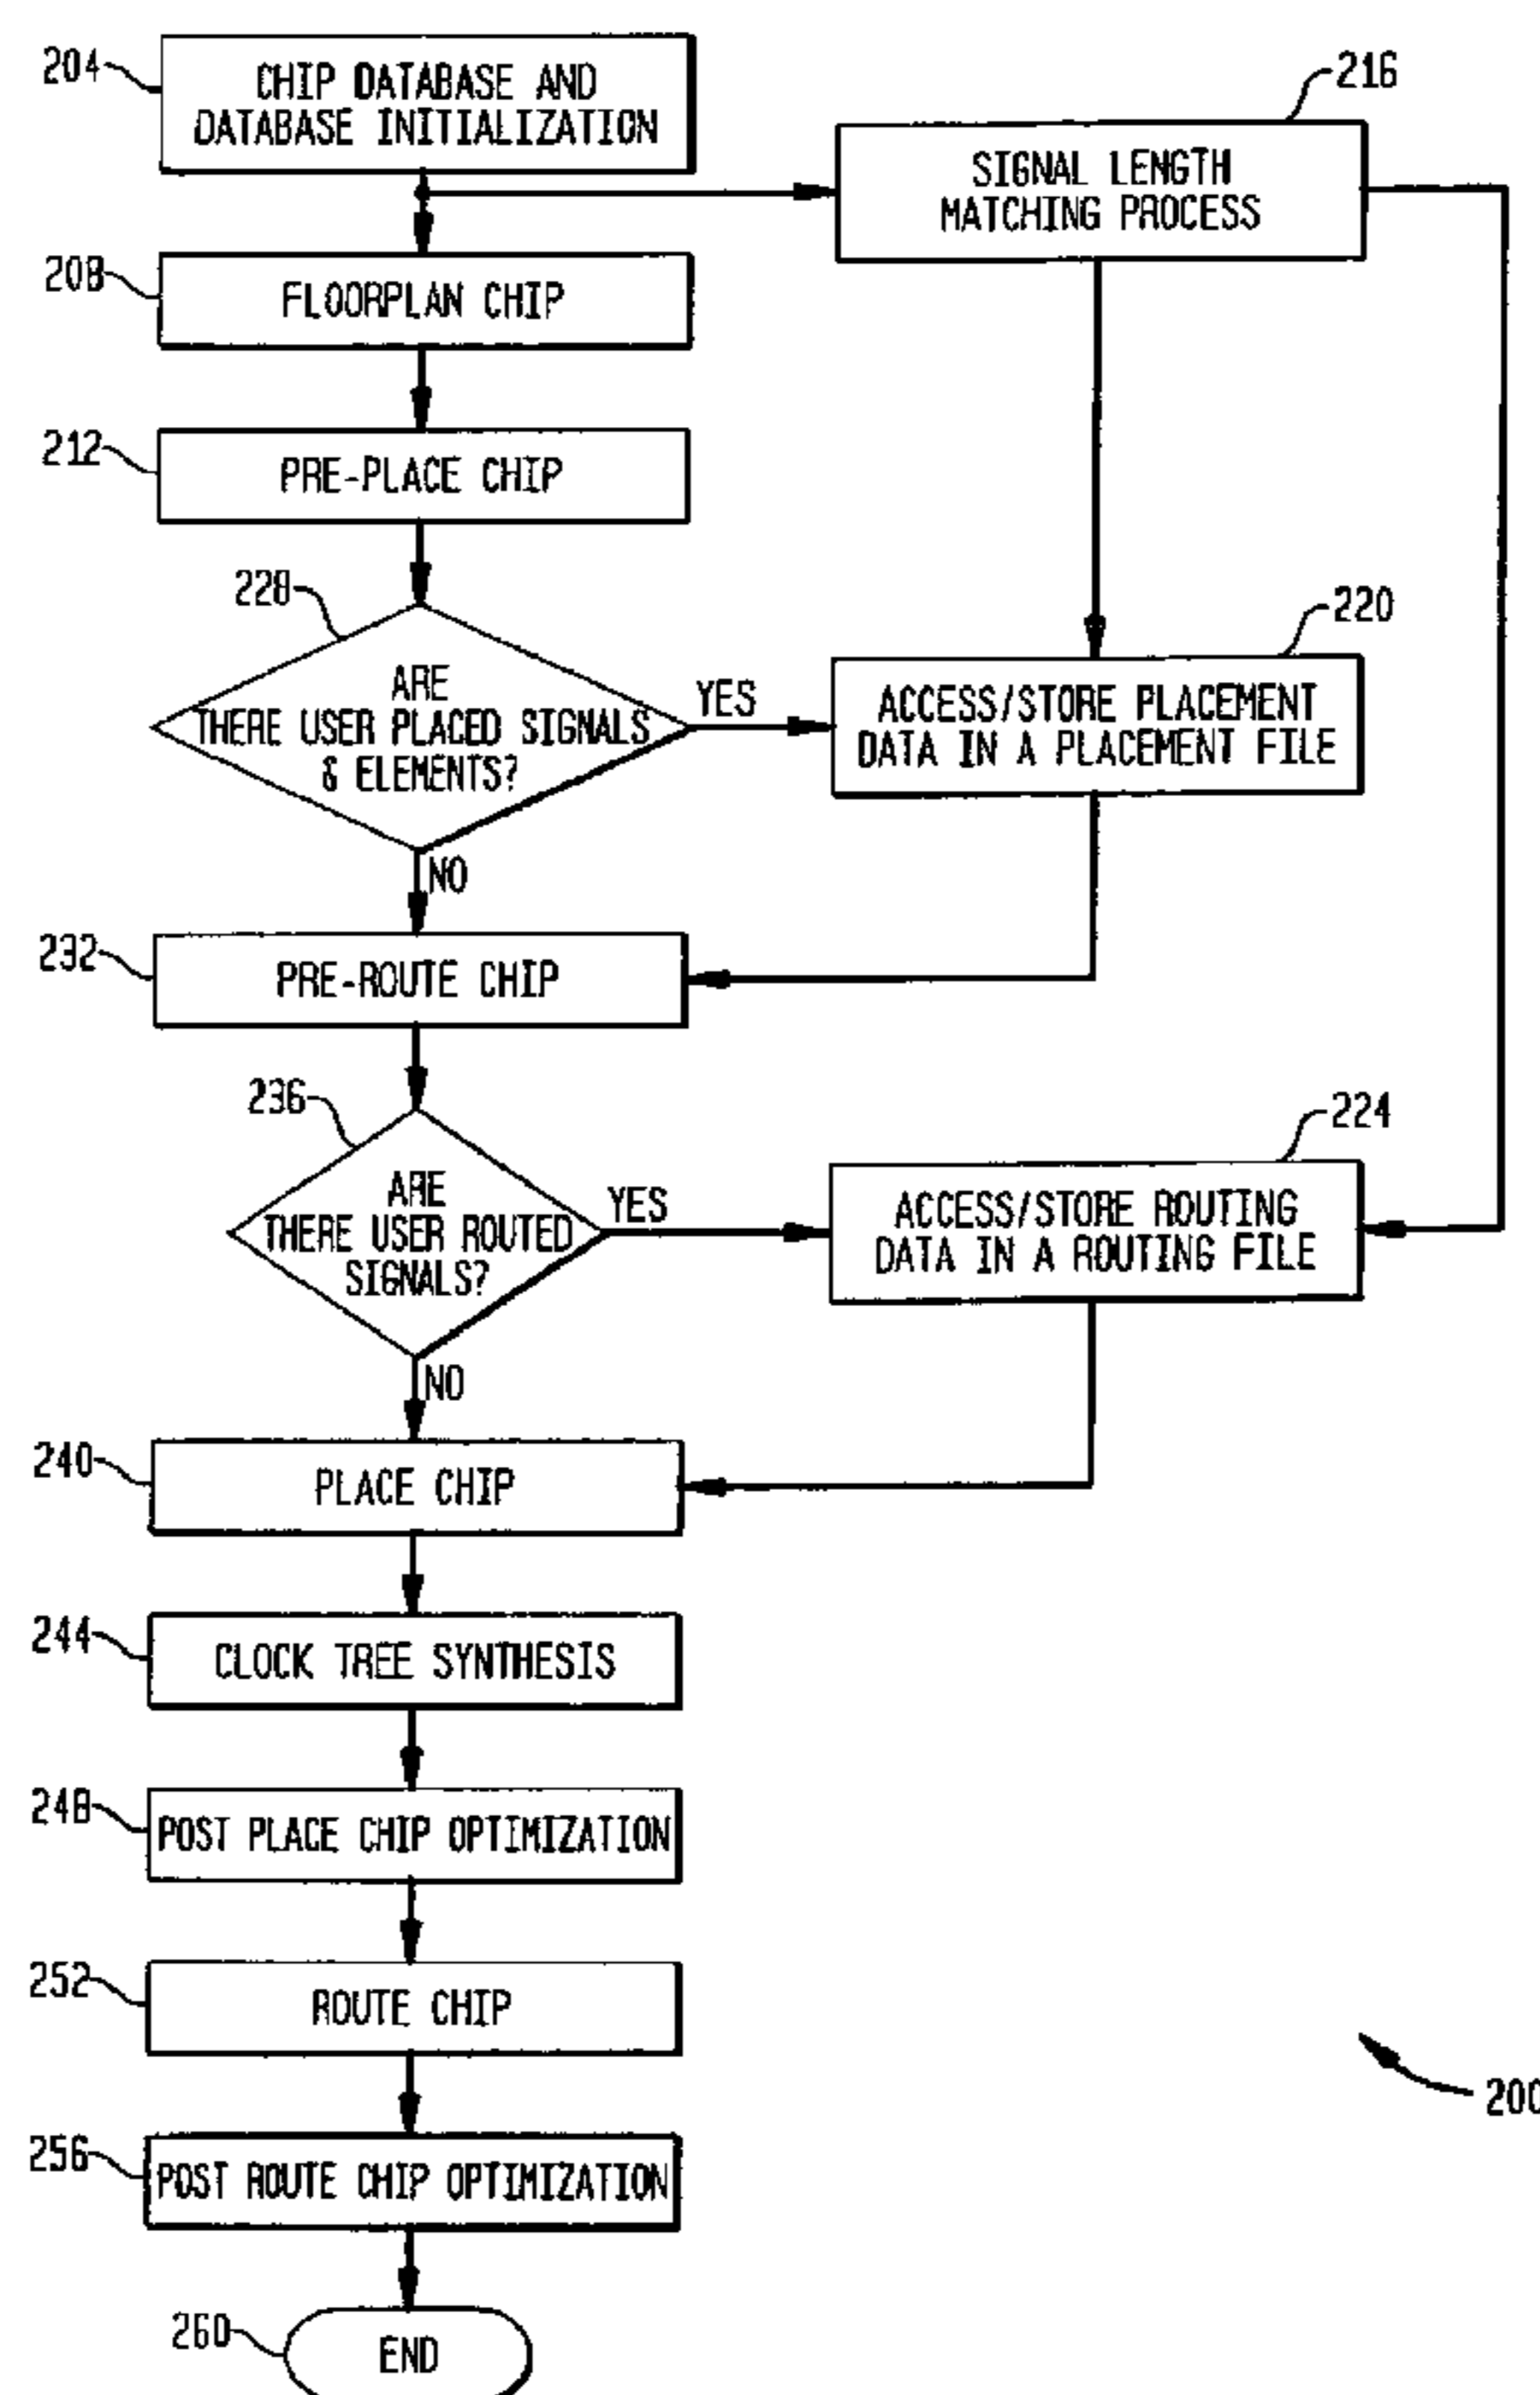 204
CHIP DATABASE AND
DATABASE INITIALIZATION
216
SIGNAL LENGTH
MATCHING PROCESS
208
FLOORPLAN CHIP
212
PRE-PLACE CHIP
228
ARE
THERE USER PLACED SIGNALS
& ELEMENTS?
YES
NO
220
ACCESS/STORE PLACEMENT
DATA IN A PLACEMENT FILE
232
PRE-ROUTE CHIP
236
ARE
THERE USER ROUTED
SIGNALS?
YES
NO
224
ACCESS/STORE ROUTING
DATA IN A ROUTING FILE
240
PLACE CHIP
244
CLOCK TREE SYNTHESIS
248
POST PLACE CHIP OPTIMIZATION
252
ROUTE CHIP
200
256
POST ROUTE CHIP OPTIMIZATION
260
END